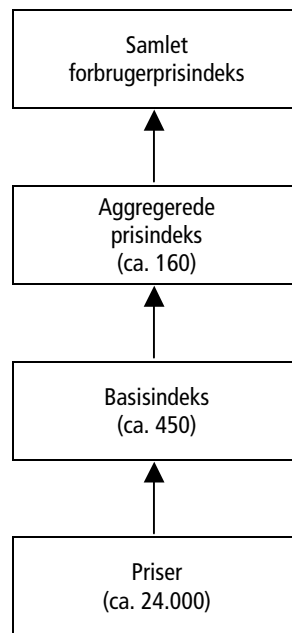 Samlet
forbrugerprisindeks
Aggregerede
prisindeks
(ca. 160)
Basisindeks
(ca. 450)
Priser
(ca. 24.000)